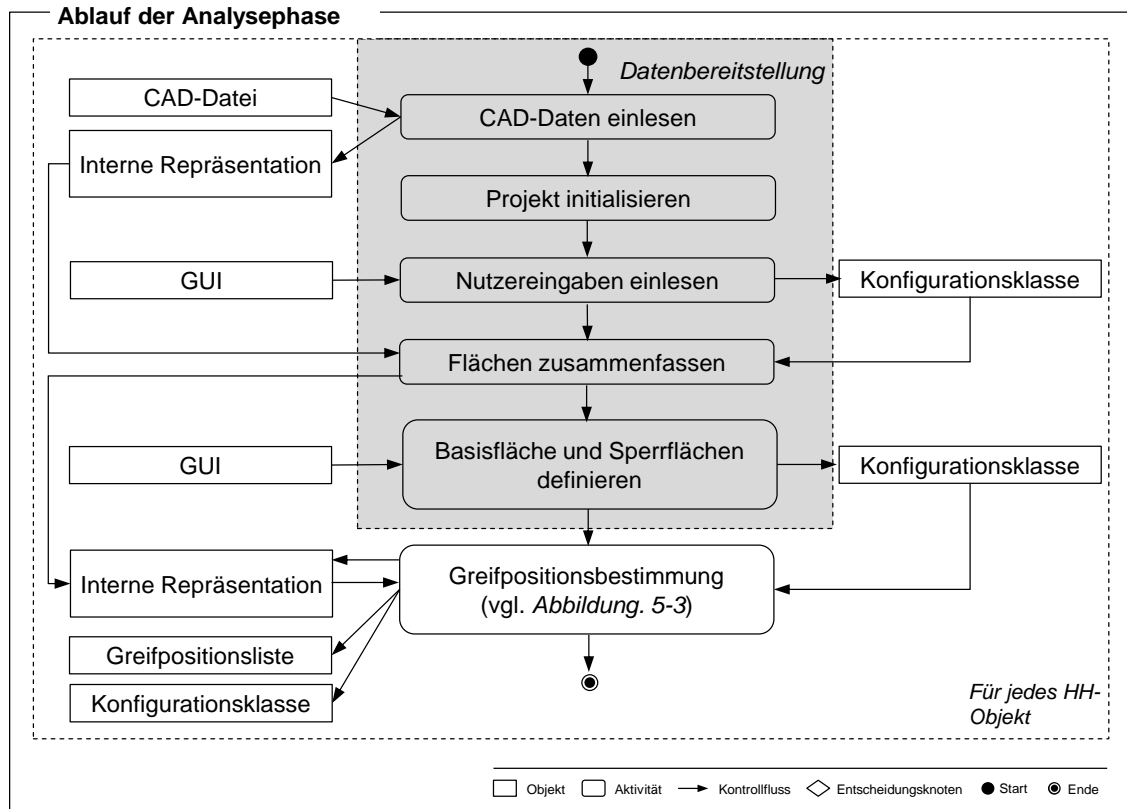 Ablauf der Analysephase
Datenbereitstellung
CAD-Datei
CAD-Daten einlesen
Interne Repräsentation
Projekt initialisieren
GUI
Nutzereingaben einlesen
Konfigurationsklasse
Flächen zusammenfassen
GUI
Basisfläche und Sperrflächen
definieren
Konfigurationsklasse
Interne Repräsentation
Greifpositionsbestimmung
(vgl. Abbildung. 5-3)
Greifpositionsliste
Konfigurationsklasse
Für jedes HH-
Objekt
Objekt Aktivität Kontrollfluss Entscheidungsknoten Start Ende